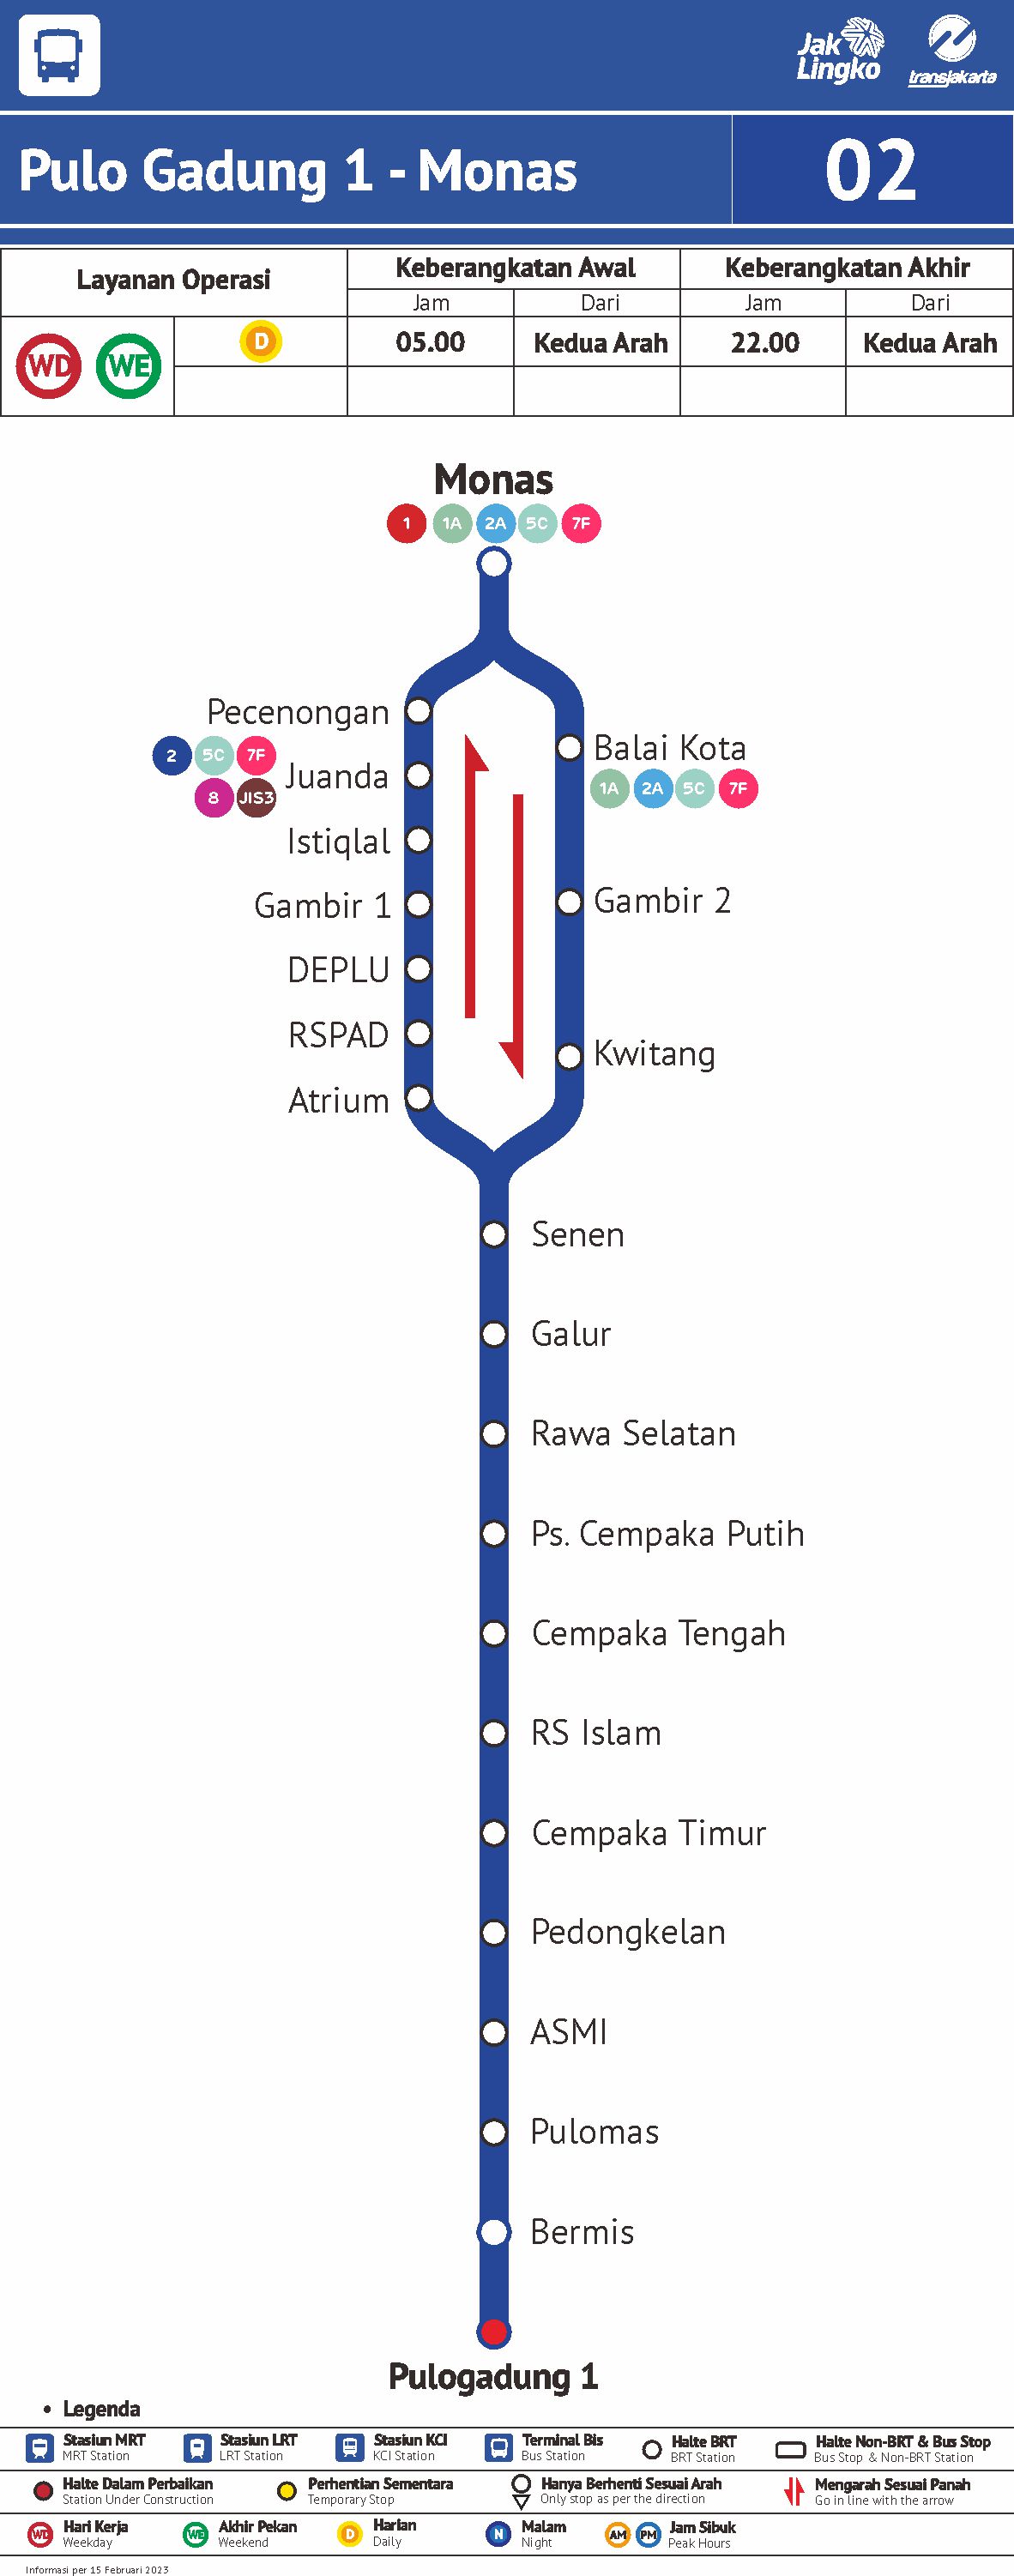 Jak
Lingko
transjakarta
Pulo Gadung 1 - Monas
02
Layanan Operasi
Keberangkatan Awal
Keberangkatan Akhir
Jam
Dari
Jam
Dari
WD
WE
D
05.00
Kedua Arah
22.00
Kedua Arah
Monas
1 1A 2A 5C 7F
Pecenongan
Balai Kota
2 5C 7F
Juanda
1A 2A 5C 7F
8 JIS3
Istiqlal
Gambir 1
Gambir 2
DEPLU
RSPAD
Kwitang
Atrium
Senen
Galur
Rawa Selatan
Ps. Cempaka Putih
Cempaka Tengah
RS Islam
Cempaka Timur
Pedongkelan
ASMI
Pulomas
Bermis
Pulogadung 1
• Legenda
Stasiun MRT
MRT Station
Stasiun LRT
LRT Station
Stasiun KCI
KCI Station
Terminal Bis
Bus Station
Halte BRT
BRT Station
Halte Non-BRT & Bus Stop
Bus Stop & Non-BRT Station
Halte Dalam Perbaikan
Station Under Construction
Perhentian Sementara
Temporary Stop
Hanya Berhenti Sesuai Arah
Only stop as per the direction
Mengarah Sesuai Panah
Go in line with the arrow
WD
Hari Kerja
Weekday
WE
Akhir Pekan
Weekend
D
Harian
Daily
N
Malam
Night
AM PM
Jam Sibuk
Peak Hours
Informasi per 15 Februari 2023